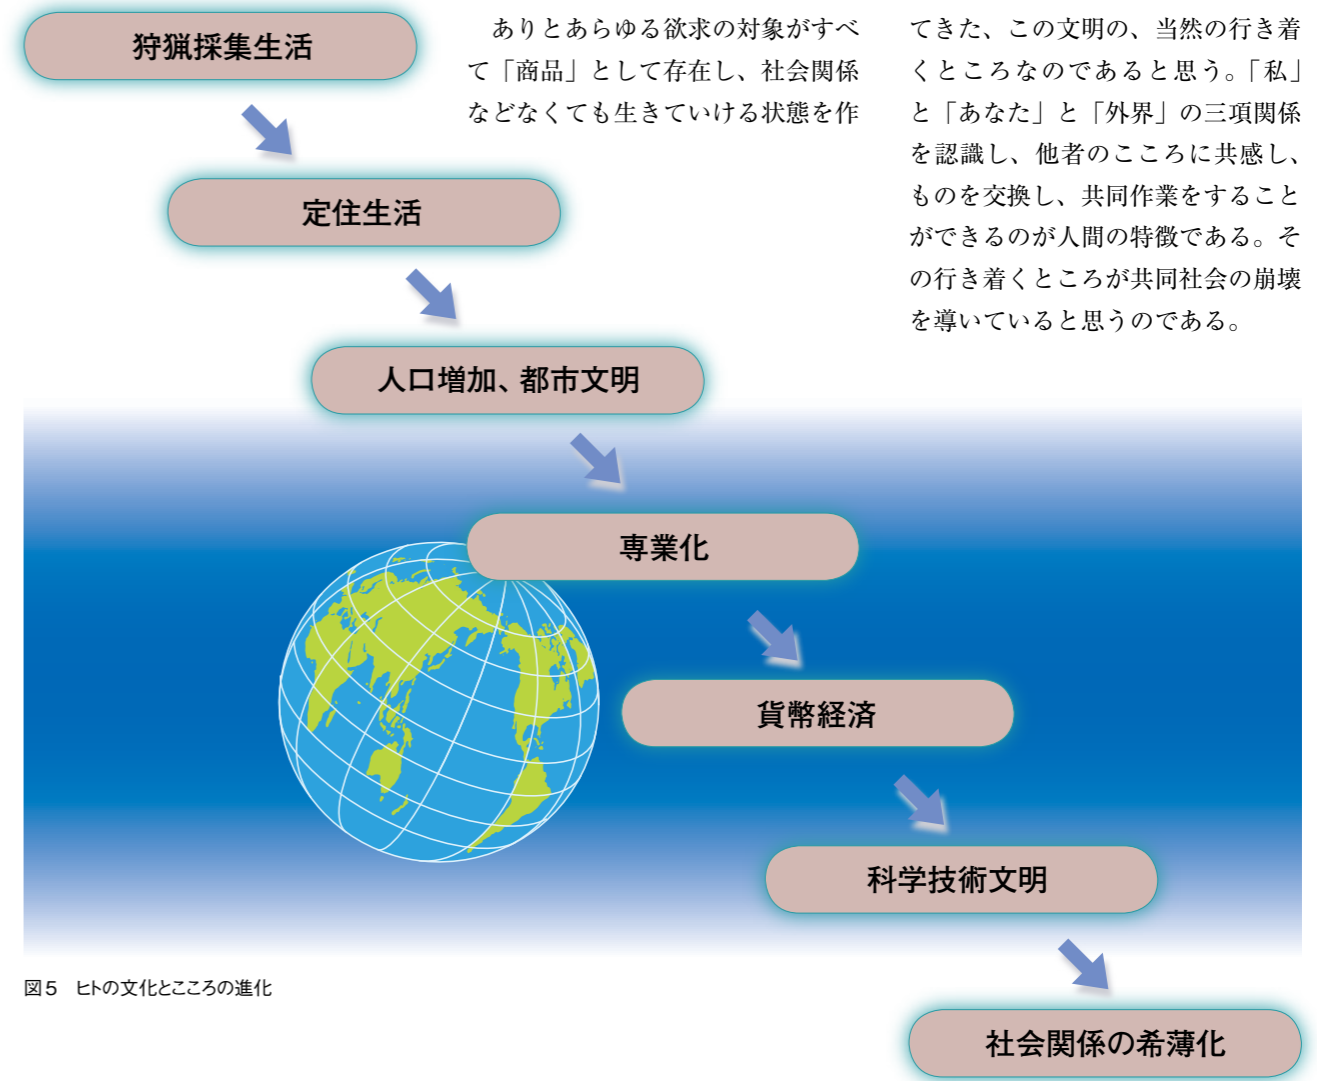 狩猟採集生活
定住生活
人口増加、都市文明
専業化
貨幣経済
科学技術文明
社会関係の希薄化
図5　ヒトの文化とこころの進化
　ありとあらゆる欲求の対象がすべ
て「商品」として存在し、社会関係
などなくても生きていける状態を作
てきた、この文明の、当然の行き着
くところなのであると思う。「私」
と「あなた」と「外界」の三項関係
を認識し、他者のこころに共感し、
ものを交換し、共同作業をすること
ができるのが人間の特徴である。そ
の行き着くところが共同社会の崩壊
を導いていると思うのである。